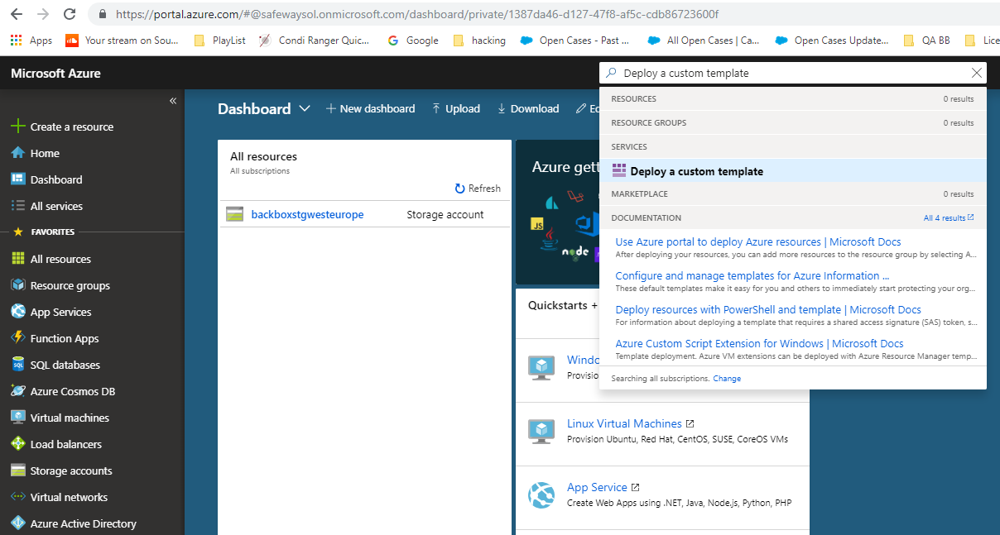 https://portal.azure.com/#@safewaysol.onmicrosoft.com/dashboard/private/1387da46-d127-47f8-af5c-cdb86723600f
Apps Your stream on Sou... PlayList Condi Ranger Quic... Google hacking Open Cases - Past ... All Open Cases | Ca... Open Cases Update... QA BB Lice
Microsoft Azure
Deploy a custom template
«
Create a resource
Home
Dashboard
All services
FAVORITES
All resources
Resource groups
App Services
Function Apps
SQL
SQL databases
Azure Cosmos DB
Virtual machines
Load balancers
Storage accounts
Virtual networks
Azure Active Directory
Dashboard
New dashboard Upload Download Ec
All resources
All subscriptions
Refresh
backboxstgwesteurope Storage account
Azure gett
JS
node
Quickstarts +
Windo
Provisio
Linux Virtual Machines
Provision Ubuntu, Red Hat, CentOS, SUSE, CoreOS VMs
App Service
Create Web Apps using .NET, Java, Node.js, Python, PHP
RESOURCES 0 results
RESOURCE GROUPS 0 results
SERVICES
Deploy a custom template
MARKETPLACE 0 results
DOCUMENTATION All 4 results
Use Azure portal to deploy Azure resources | Microsoft Docs
After deploying your resources, you can add more resources to the resource group by selecting A...
Configure and manage templates for Azure Information ...
These default templates make it easy for you and others to immediately start protecting your org...
Deploy resources with PowerShell and template | Microsoft Docs
For information about deploying a template that requires a shared access signature (SAS) token, s...
Azure Custom Script Extension for Windows | Microsoft Docs
Template deployment. Azure VM extensions can be deployed with Azure Resource Manager temp...
Searching all subscriptions. Change